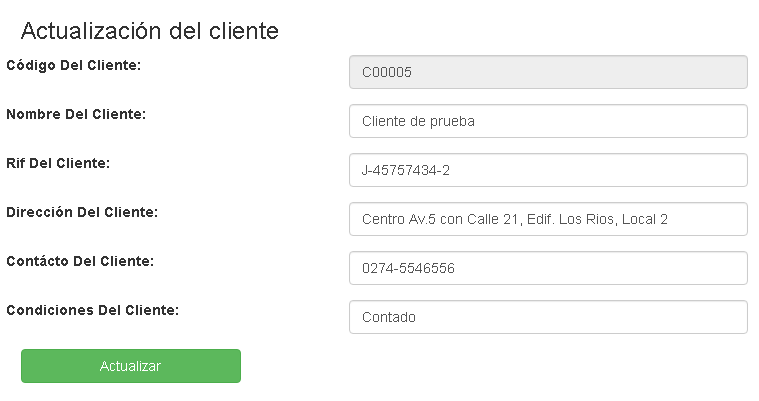 Actualización del cliente
Código Del Cliente: C00005
Nombre Del Cliente: Cliente de prueba
Rif Del Cliente: J-45757434-2
Dirección Del Cliente: Centro Av.5 con Calle 21, Edif. Los Rios, Local 2
Contácto Del Cliente: 0274-5546556
Condiciones Del Cliente: Contado
Actualizar